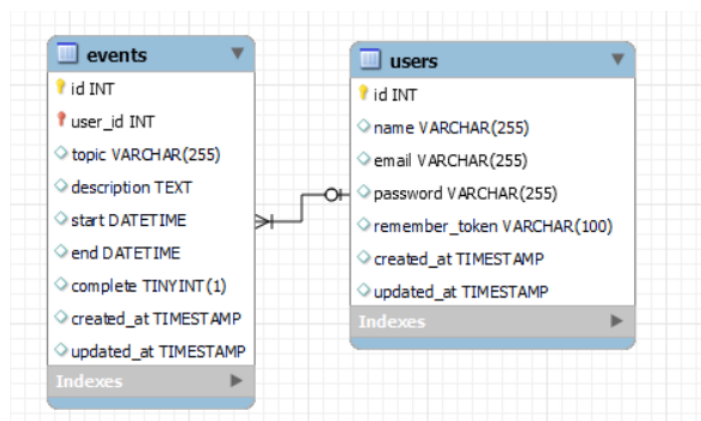 events
id INT
user_id INT
topic VARCHAR(255)
description TEXT
start DATETIME
end DATETIME
complete TINYINT(1)
created_at TIMESTAMP
updated_at TIMESTAMP
Indexes
users
id INT
name VARCHAR(255)
email VARCHAR(255)
password VARCHAR(255)
remember_token VARCHAR(100)
created_at TIMESTAMP
updated_at TIMESTAMP
Indexes